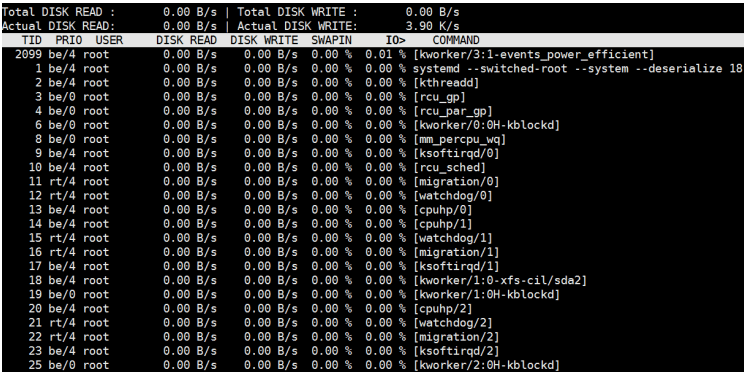 Total DISK READ : 0.00 B/s | Total DISK WRITE : 0.00 B/s
Actual DISK READ: 0.00 B/s | Actual DISK WRITE: 3.90 K/s
TID PRIO USER DISK READ DISK WRITE SWAPIN IO> COMMAND
2099 be/4 root 0.00 B/s 0.00 B/s 0.00 % 0.01 % [kworker/3:1-events_power_efficient]
1 be/4 root 0.00 B/s 0.00 B/s 0.00 % 0.00 % systemd --switched-root --system --deserialize 18
2 be/4 root 0.00 B/s 0.00 B/s 0.00 % 0.00 % [kthreadd]
3 be/0 root 0.00 B/s 0.00 B/s 0.00 % 0.00 % [rcu_gp]
4 be/0 root 0.00 B/s 0.00 B/s 0.00 % 0.00 % [rcu_par_gp]
6 be/0 root 0.00 B/s 0.00 B/s 0.00 % 0.00 % [kworker/0:0H-kblockd]
8 be/0 root 0.00 B/s 0.00 B/s 0.00 % 0.00 % [mm_percpu_wq]
9 be/4 root 0.00 B/s 0.00 B/s 0.00 % 0.00 % [ksoftirqd/0]
10 be/4 root 0.00 B/s 0.00 B/s 0.00 % 0.00 % [rcu_sched]
11 rt/4 root 0.00 B/s 0.00 B/s 0.00 % 0.00 % [migration/0]
12 rt/4 root 0.00 B/s 0.00 B/s 0.00 % 0.00 % [watchdog/0]
13 be/4 root 0.00 B/s 0.00 B/s 0.00 % 0.00 % [cpuhp/0]
14 be/4 root 0.00 B/s 0.00 B/s 0.00 % 0.00 % [cpuhp/1]
15 rt/4 root 0.00 B/s 0.00 B/s 0.00 % 0.00 % [watchdog/1]
16 rt/4 root 0.00 B/s 0.00 B/s 0.00 % 0.00 % [migration/1]
17 be/4 root 0.00 B/s 0.00 B/s 0.00 % 0.00 % [ksoftirqd/1]
18 be/4 root 0.00 B/s 0.00 B/s 0.00 % 0.00 % [kworker/1:0-xfs-cil/sda2]
19 be/0 root 0.00 B/s 0.00 B/s 0.00 % 0.00 % [kworker/1:0H-kblockd]
20 be/4 root 0.00 B/s 0.00 B/s 0.00 % 0.00 % [cpuhp/2]
21 rt/4 root 0.00 B/s 0.00 B/s 0.00 % 0.00 % [watchdog/2]
22 rt/4 root 0.00 B/s 0.00 B/s 0.00 % 0.00 % [migration/2]
23 be/4 root 0.00 B/s 0.00 B/s 0.00 % 0.00 % [ksoftirqd/2]
25 be/0 root 0.00 B/s 0.00 B/s 0.00 % 0.00 % [kworker/2:0H-kblockd]